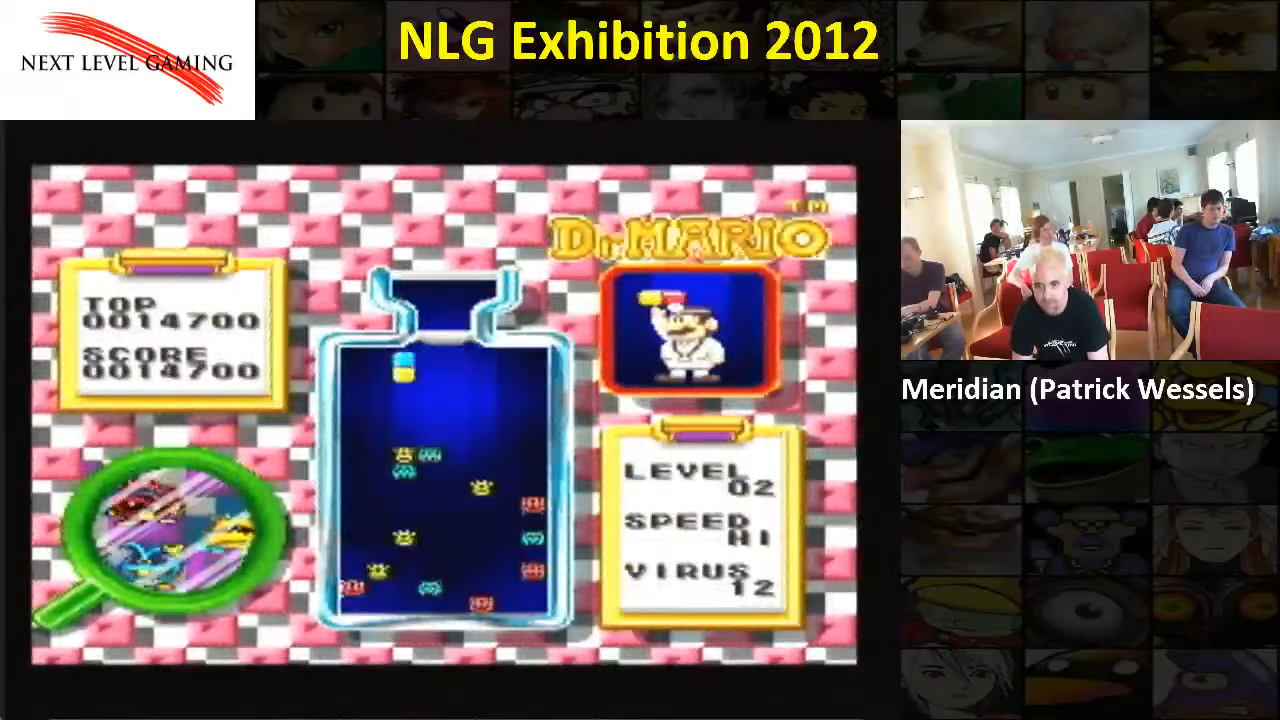 NEXT LEVEL GAMING
NLG Exhibition 2012
TM
Dr. MARIO
TOP
0014700
SCORE
0014700
Meridian (Patrick Wessels)
LEVEL
02
SPEED
HI
VIRUS
12